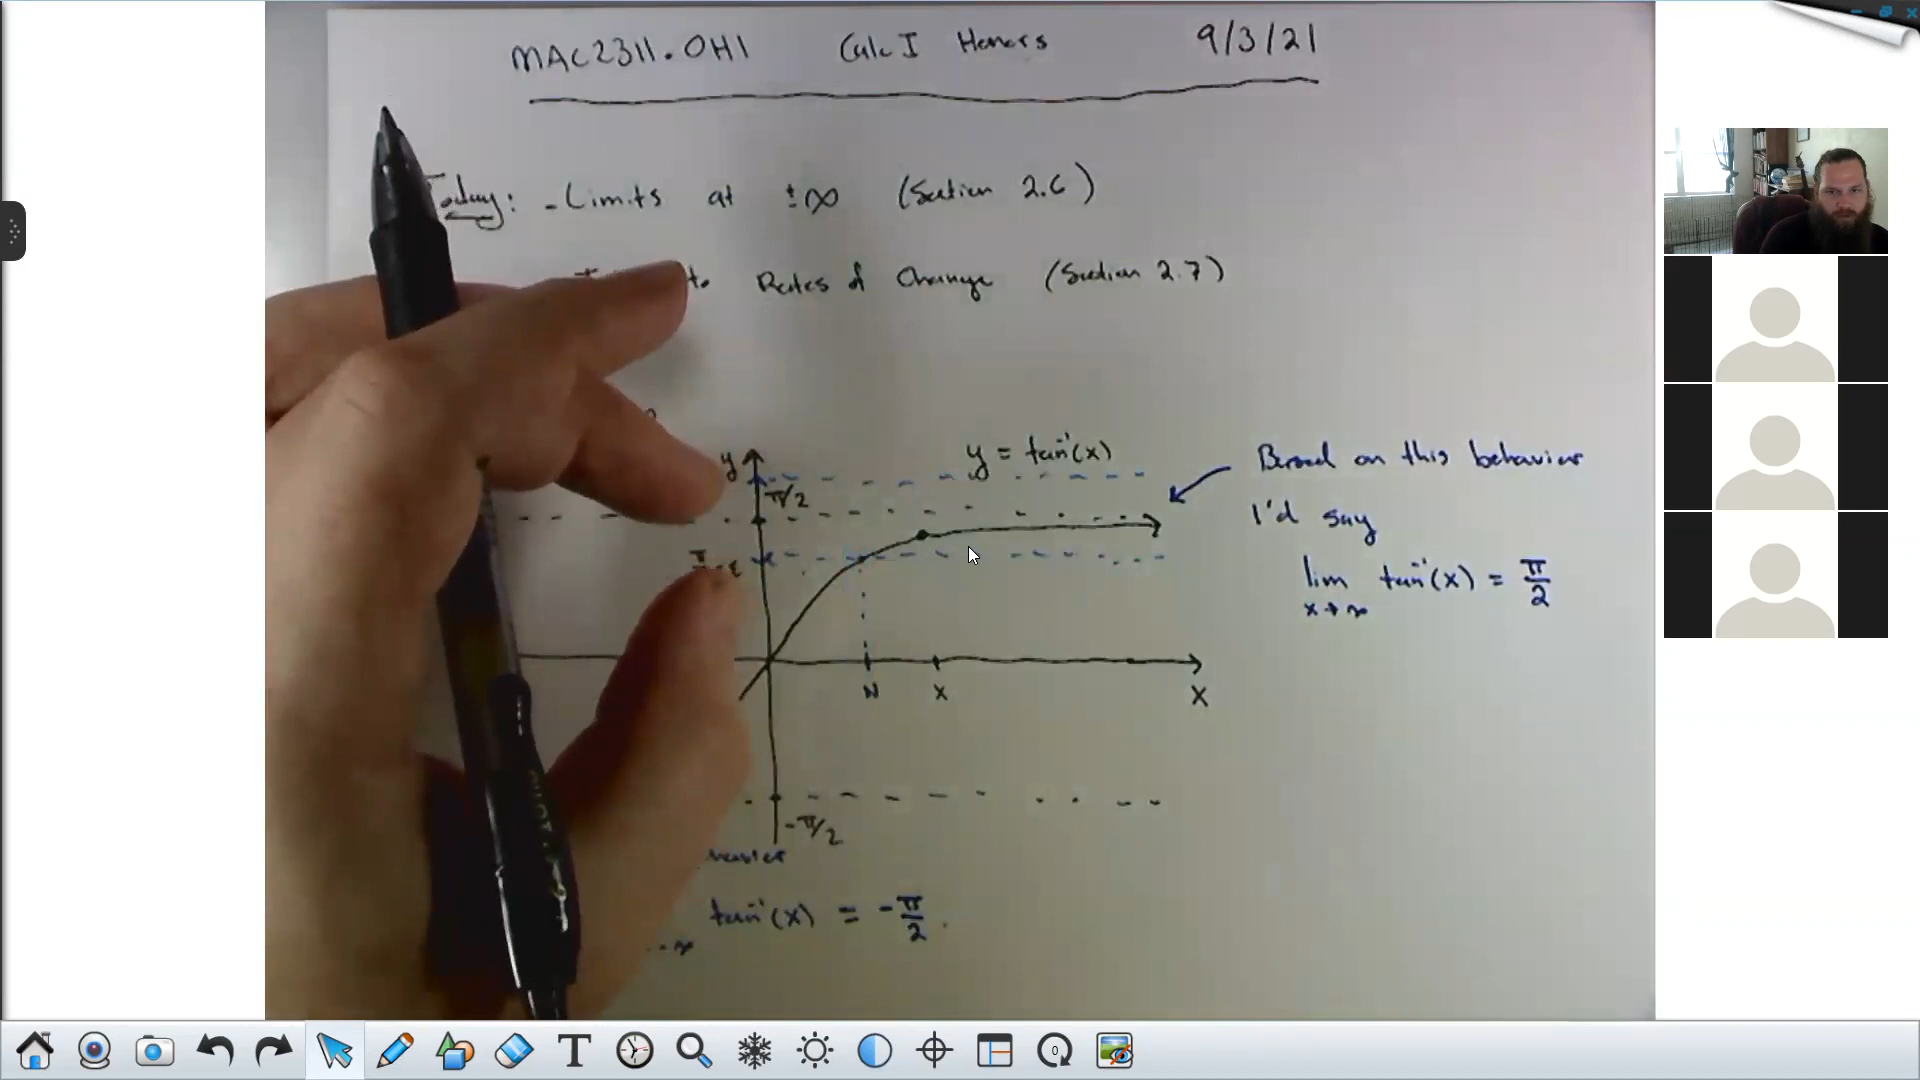 MAC2311.0H1 Calc I Honors 9/3/21
Today: - Limits at ±∞ (Section 2.6)
to Rates of Change (Section 2.7)
y y = tan⁻¹(x)
π/2
Based on this behavior
I'd say
lim tan⁻¹(x) = π/2
x→∞
N x X
-π/2
tan⁻¹(x) = -π/2.